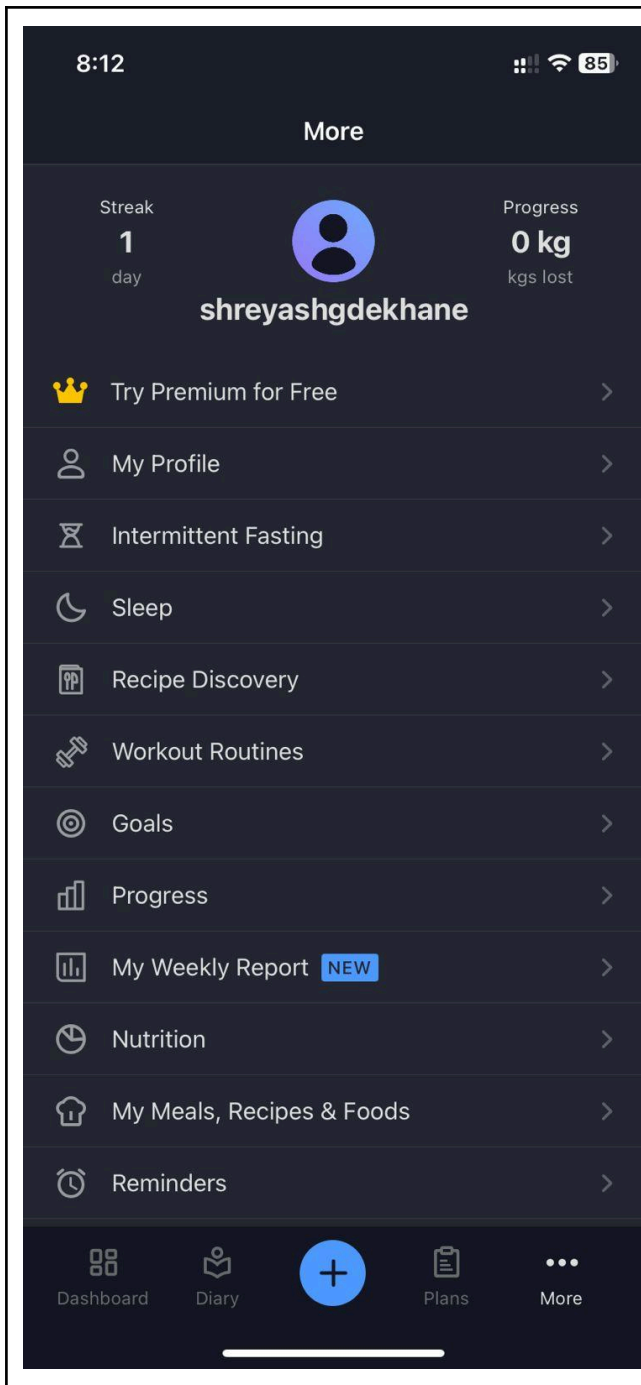 8:12
85
More
Streak
1
day
Progress
0 kg
kgs lost
shreyashgdekhane
Try Premium for Free
My Profile
Intermittent Fasting
Sleep
Recipe Discovery
Workout Routines
Goals
Progress
My Weekly Report NEW
Nutrition
My Meals, Recipes & Foods
Reminders
Dashboard
Diary
Plans
More